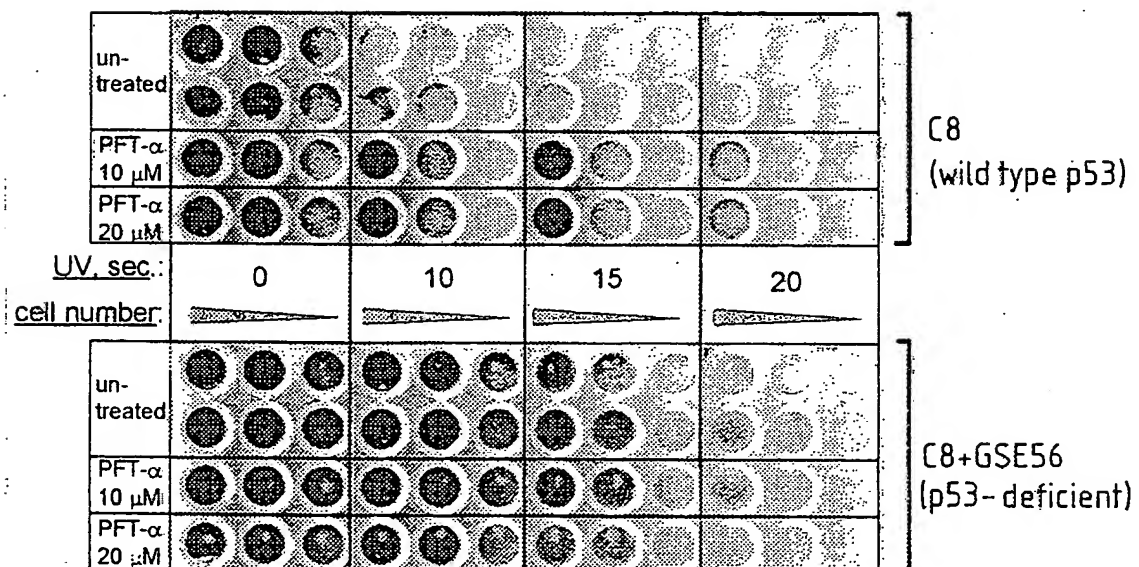 un-
treated
PFT-α
10 μM
PFT-α
20 μM
C8
(wild type p53)
UV, sec.: 0 10 15 20
cell number:
un-
treated
PFT-α
10 μM
PFT-α
20 μM
C8+GSE56
(p53-deficient)